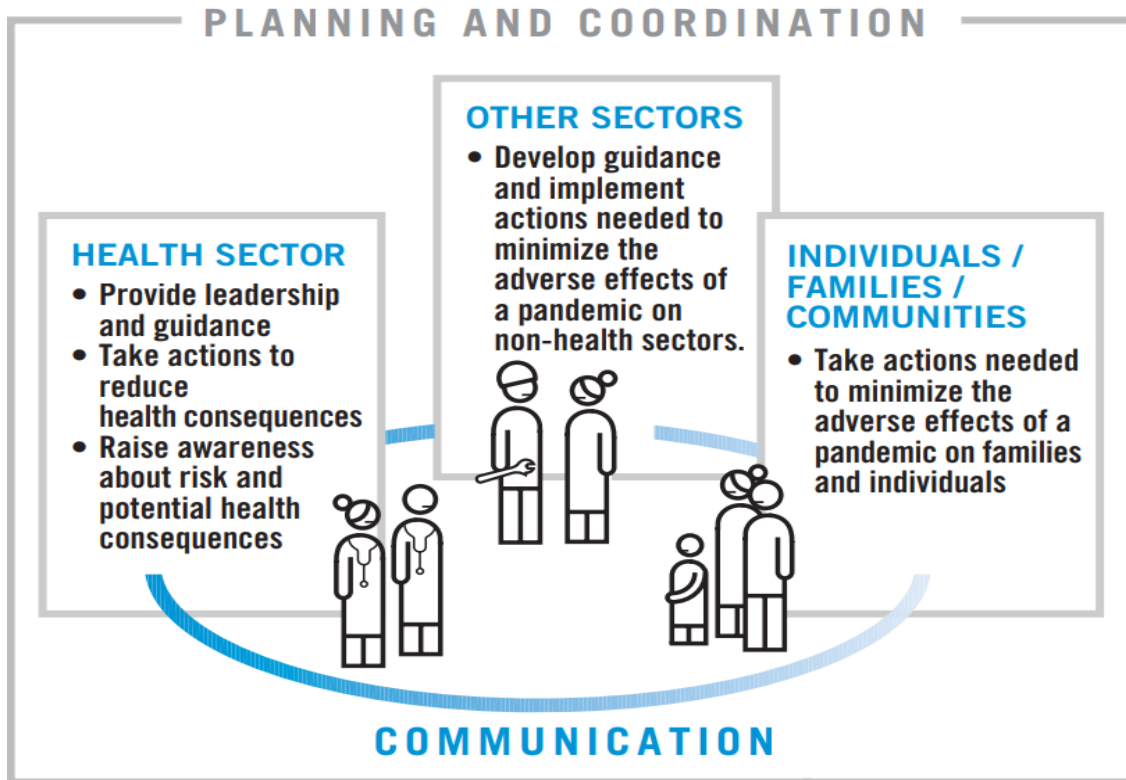 PLANNING AND COORDINATION
OTHER SECTORS
• Develop guidance
and implement
actions needed to
minimize the
adverse effects of
a pandemic on
non-health sectors.
HEALTH SECTOR
• Provide leadership
and guidance
• Take actions to
reduce
health consequences
• Raise awareness
about risk and
potential health
consequences
INDIVIDUALS /
FAMILIES /
COMMUNITIES
• Take actions needed
to minimize the
adverse effects of a
pandemic on families
and individuals
COMMUNICATION